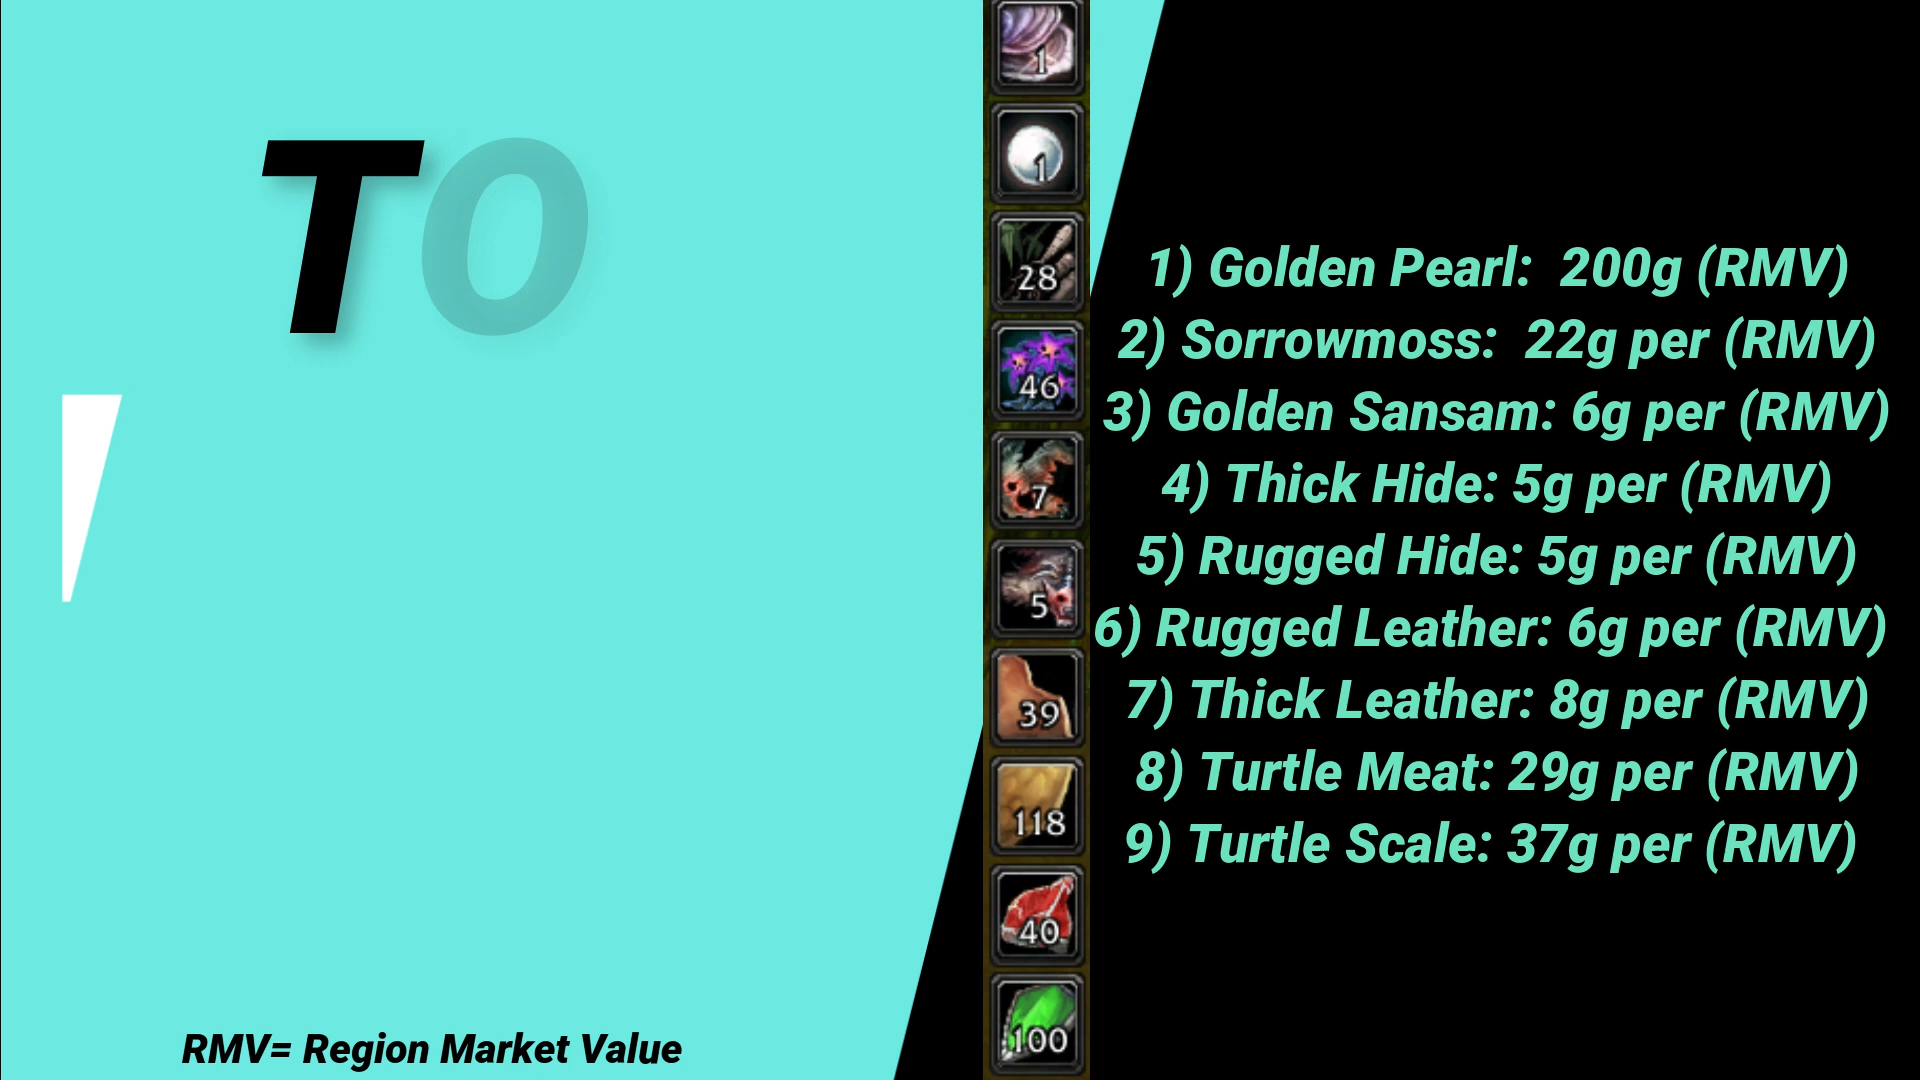 TO
1
1
28
46
7
5
39
118
40
100
1) Golden Pearl: 200g (RMV)
2) Sorrowmoss: 22g per (RMV)
3) Golden Sansam: 6g per (RMV)
4) Thick Hide: 5g per (RMV)
5) Rugged Hide: 5g per (RMV)
6) Rugged Leather: 6g per (RMV)
7) Thick Leather: 8g per (RMV)
8) Turtle Meat: 29g per (RMV)
9) Turtle Scale: 37g per (RMV)
RMV= Region Market Value